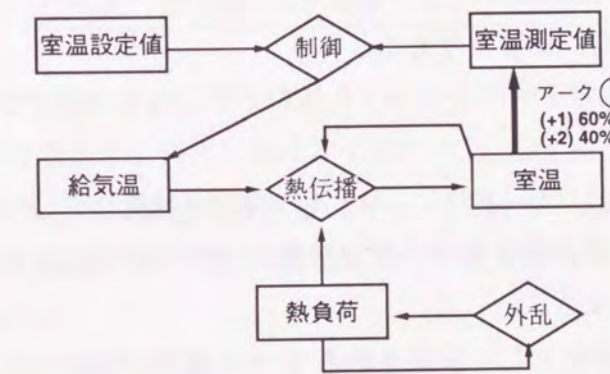 室温設定値
制御
室温測定値
アーク
(+1) 60%
(+2) 40%
給気温
熱伝播
室温
熱負荷
外乱